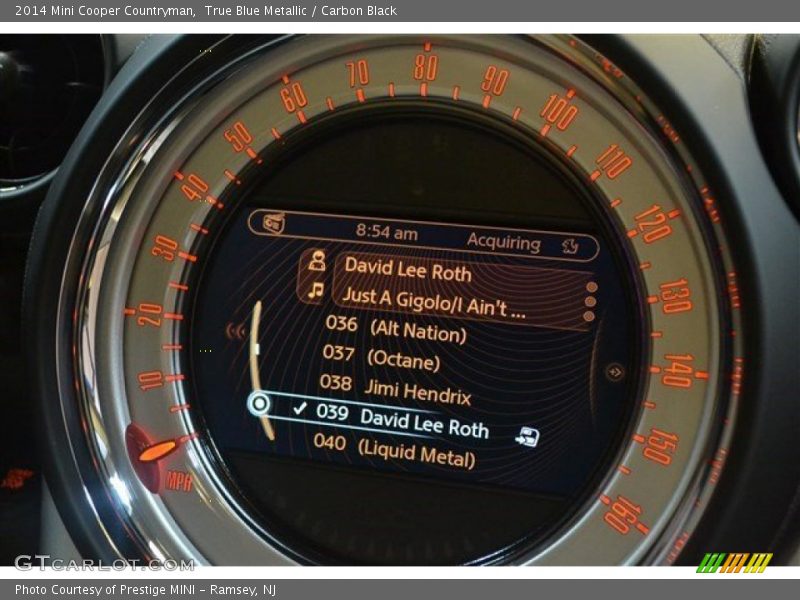 2014 Mini Cooper Countryman,  True Blue Metallic / Carbon Black
10
20
30
40
50
60
70
80
90
100
110
120
130
140
150
160
MPH
8:54 am
Acquiring
David Lee Roth
Just A Gigolo/I Ain't ...
036 (Alt Nation)
037 (Octane)
038 Jimi Hendrix
✓ 039 David Lee Roth
040 (Liquid Metal)
GTCARLOT.COM
Photo Courtesy of Prestige MINI - Ramsey, NJ